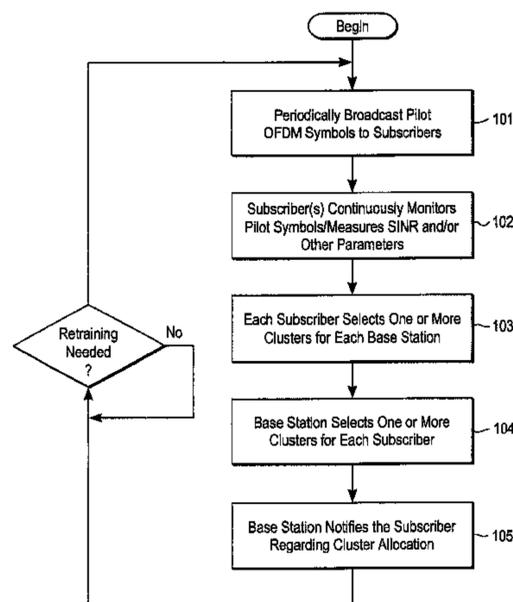 Begin
Periodically Broadcast Pilot
OFDM Symbols to Subscribers
101
Subscriber(s) Continuously Monitors
Pilot Symbols/Measures SINR and/or
Other Parameters
102
Each Subscriber Selects One or More
Clusters for Each Base Station
103
Retraining
Needed
?
No
Base Station Selects One or More
Clusters for Each Subscriber
104
Base Station Notifies the Subscriber
Regarding Cluster Allocation
105